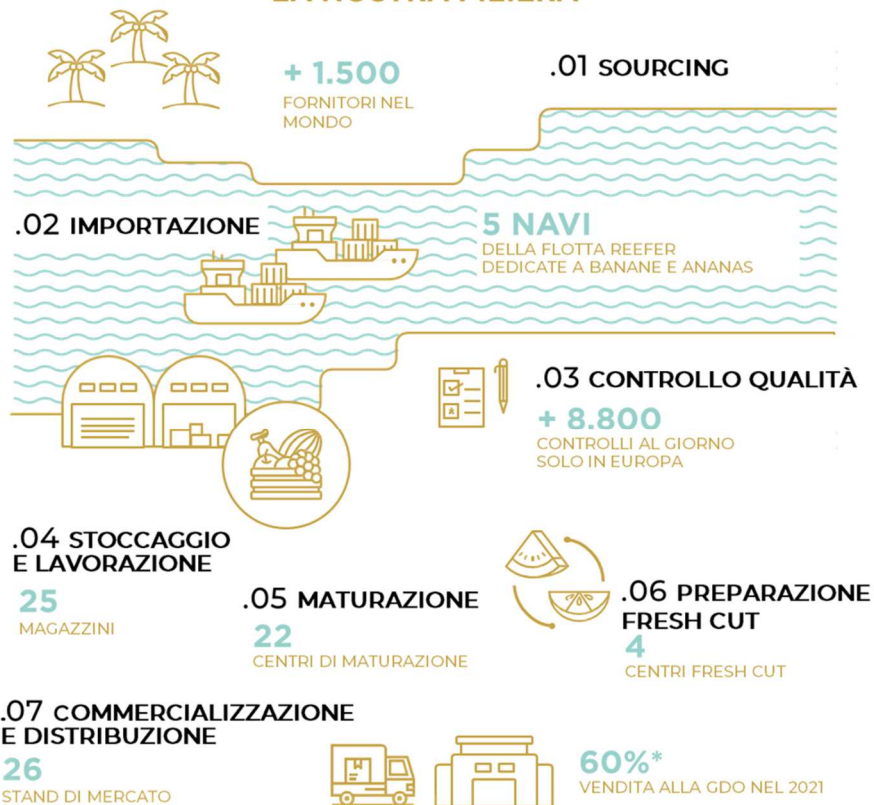 LA NOSTRA FILIERA
+ 1.500
FORNITORI NEL
MONDO
.01 SOURCING
.02 IMPORTAZIONE
5 NAVI
DELLA FLOTTA REEFER
DEDICATE A BANANE E ANANAS
.03 CONTROLLO QUALITÀ
+ 8.800
CONTROLLI AL GIORNO
SOLO IN EUROPA
.04 STOCCAGGIO
E LAVORAZIONE
25
MAGAZZINI
.05 MATURAZIONE
22
CENTRI DI MATURAZIONE
.06 PREPARAZIONE
FRESH CUT
4
CENTRI FRESH CUT
.07 COMMERCIALIZZAZIONE
E DISTRIBUZIONE
26
STAND DI MERCATO
60%*
VENDITA ALLA GDO NEL 2021